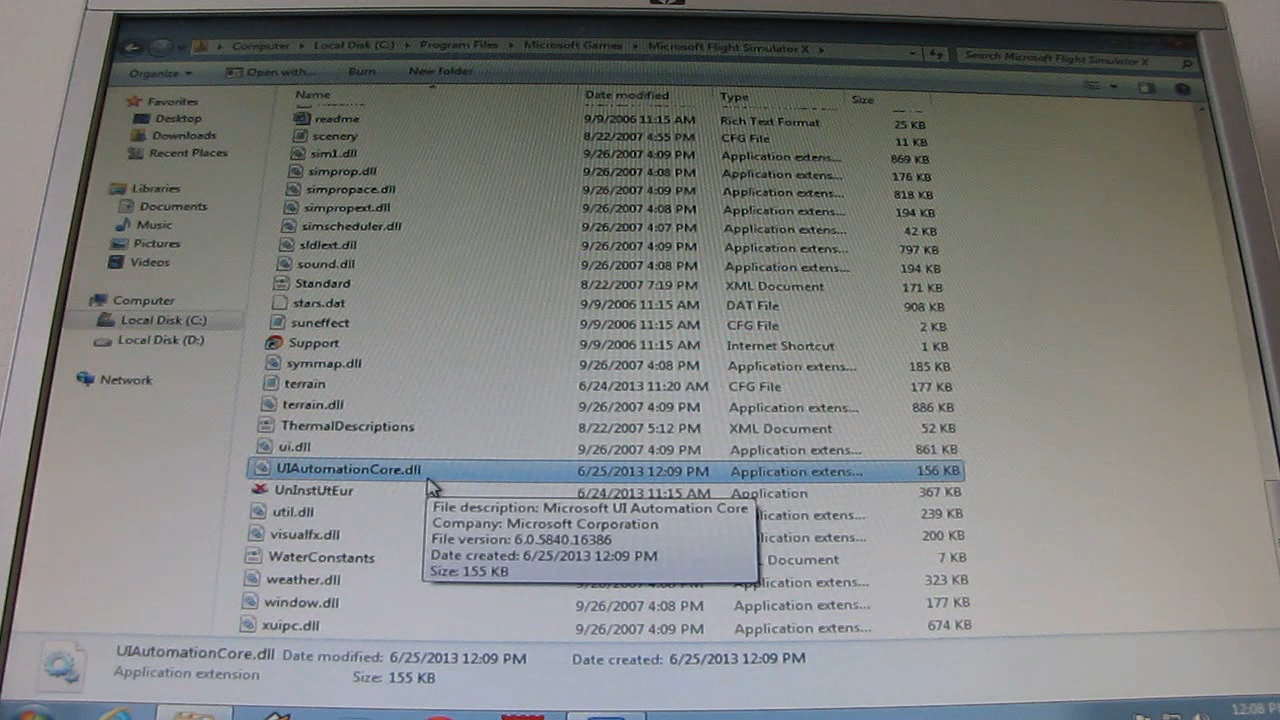 Computer Local Disk (C:) Program Files Microsoft Games Microsoft Flight Simulator X Search Microsoft Flight Simulator X
Organize Open with... Burn New folder
Name Date modified Type Size
Favorites
Desktop
Downloads
Recent Places
Libraries
Documents
Music
Pictures
Videos
Computer
Local Disk (C:)
Local Disk (D:)
Network
readme 9/9/2006 11:15 AM Rich Text Format 25 KB
scenery 8/22/2007 4:55 PM CFG File 11 KB
sim1.dll 9/26/2007 4:09 PM Application extens... 869 KB
simprop.dll 9/26/2007 4:08 PM Application extens... 176 KB
simpropace.dll 9/26/2007 4:09 PM Application extens... 818 KB
simpropext.dll 9/26/2007 4:08 PM Application extens... 194 KB
simscheduler.dll 9/26/2007 4:07 PM Application extens... 42 KB
sldlext.dll 9/26/2007 4:09 PM Application extens... 797 KB
sound.dll 9/26/2007 4:08 PM Application extens... 194 KB
Standard 8/22/2007 7:19 PM XML Document 171 KB
stars.dat 9/9/2006 11:15 AM DAT File 908 KB
suneffect 9/9/2006 11:15 AM CFG File 2 KB
Support 9/9/2006 11:15 AM Internet Shortcut 1 KB
symmap.dll 9/26/2007 4:08 PM Application extens... 185 KB
terrain 6/24/2013 11:20 AM CFG File 177 KB
terrain.dll 9/26/2007 4:09 PM Application extens... 886 KB
ThermalDescriptions 8/22/2007 5:12 PM XML Document 52 KB
ui.dll 9/26/2007 4:09 PM Application extens... 861 KB
UIAutomationCore.dll 6/25/2013 12:09 PM Application extens... 156 KB
UnInstUtEur 6/24/2013 11:15 AM Application 367 KB
util.dll lication extens... 239 KB
visualfx.dll lication extens... 200 KB
WaterConstants Document 7 KB
weather.dll 9/26/2007 4:08 PM Application extens... 323 KB
window.dll 9/26/2007 4:08 PM Application extens... 177 KB
xuipc.dll 9/26/2007 4:09 PM Application extens... 674 KB
File description: Microsoft UI Automation Core
Company: Microsoft Corporation
File version: 6.0.5840.16386
Date created: 6/25/2013 12:09 PM
Size: 155 KB
UIAutomationCore.dll Date modified: 6/25/2013 12:09 PM Date created: 6/25/2013 12:09 PM
Application extension Size: 155 KB
12:08 P